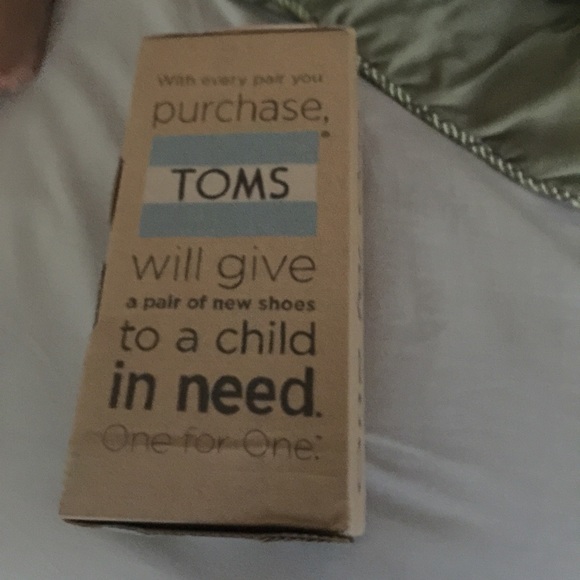 With every pair you
purchase,
TOMS®
will give
a pair of new shoes
to a child
in need.
One for One.™